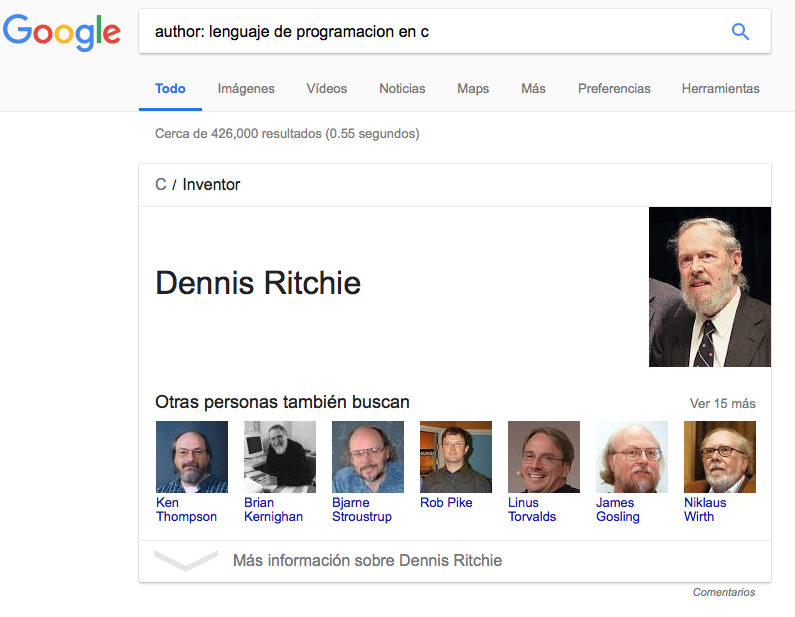 Google
author: lenguaje de programacion en c
Todo Imágenes Vídeos Noticias Maps Más Preferencias Herramientas
Cerca de 426,000 resultados (0.55 segundos)
C / Inventor
Dennis Ritchie
Otras personas también buscan
Ver 15 más
Ken Thompson
Brian Kernighan
Bjarne Stroustrup
Rob Pike
Linus Torvalds
James Gosling
Niklaus Wirth
Más información sobre Dennis Ritchie
Comentarios